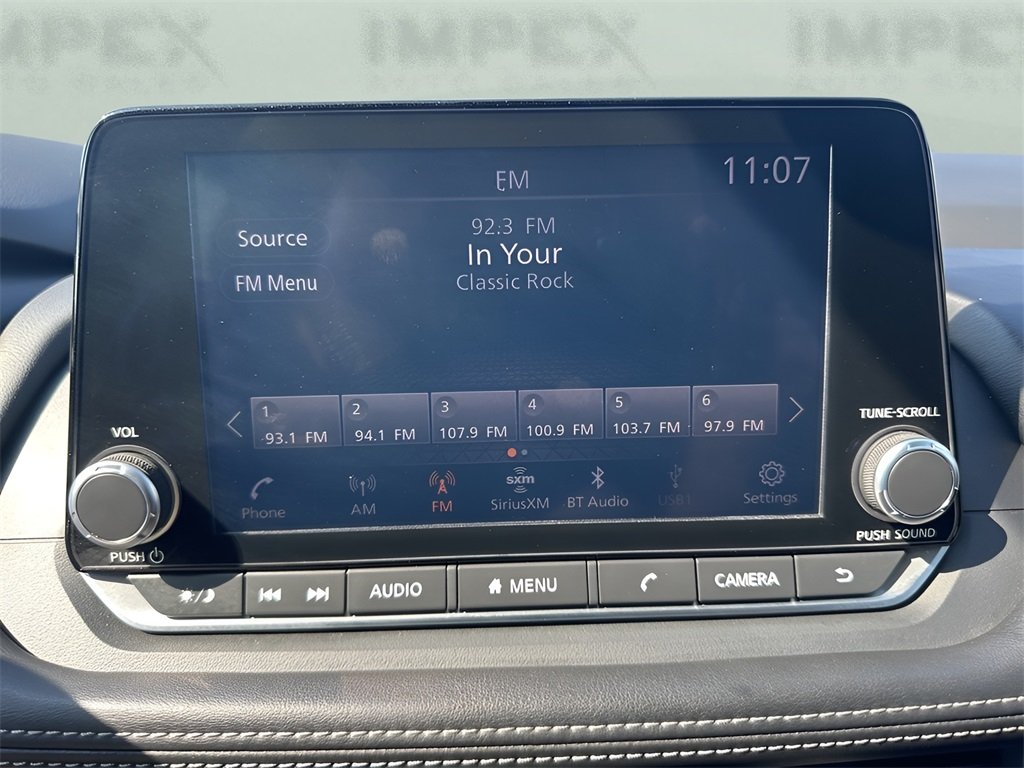 IMPEX IMPEX IMPEX
FM 11:07
92.3 FM
Source In Your
FM Menu Classic Rock
1 93.1 FM 2 94.1 FM 3 107.9 FM 4 100.9 FM 5 103.7 FM 6 97.9 FM
sxm
Phone AM FM SiriusXM BT Audio USB1 Settings
VOL
PUSH
TUNE-SCROLL
PUSH SOUND
AUDIO MENU CAMERA